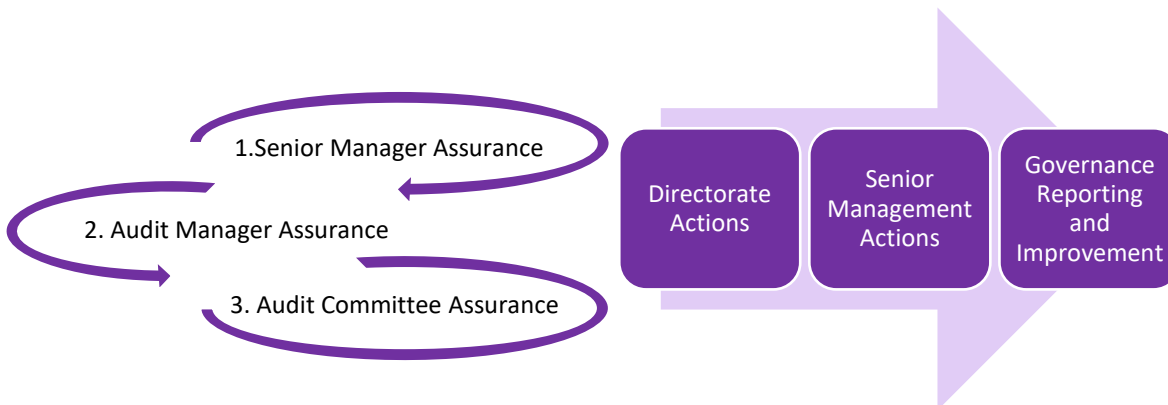 1.Senior Manager Assurance
2. Audit Manager Assurance
3. Audit Committee Assurance
Directorate
Actions
Senior
Management
Actions
Governance
Reporting
and
Improvement